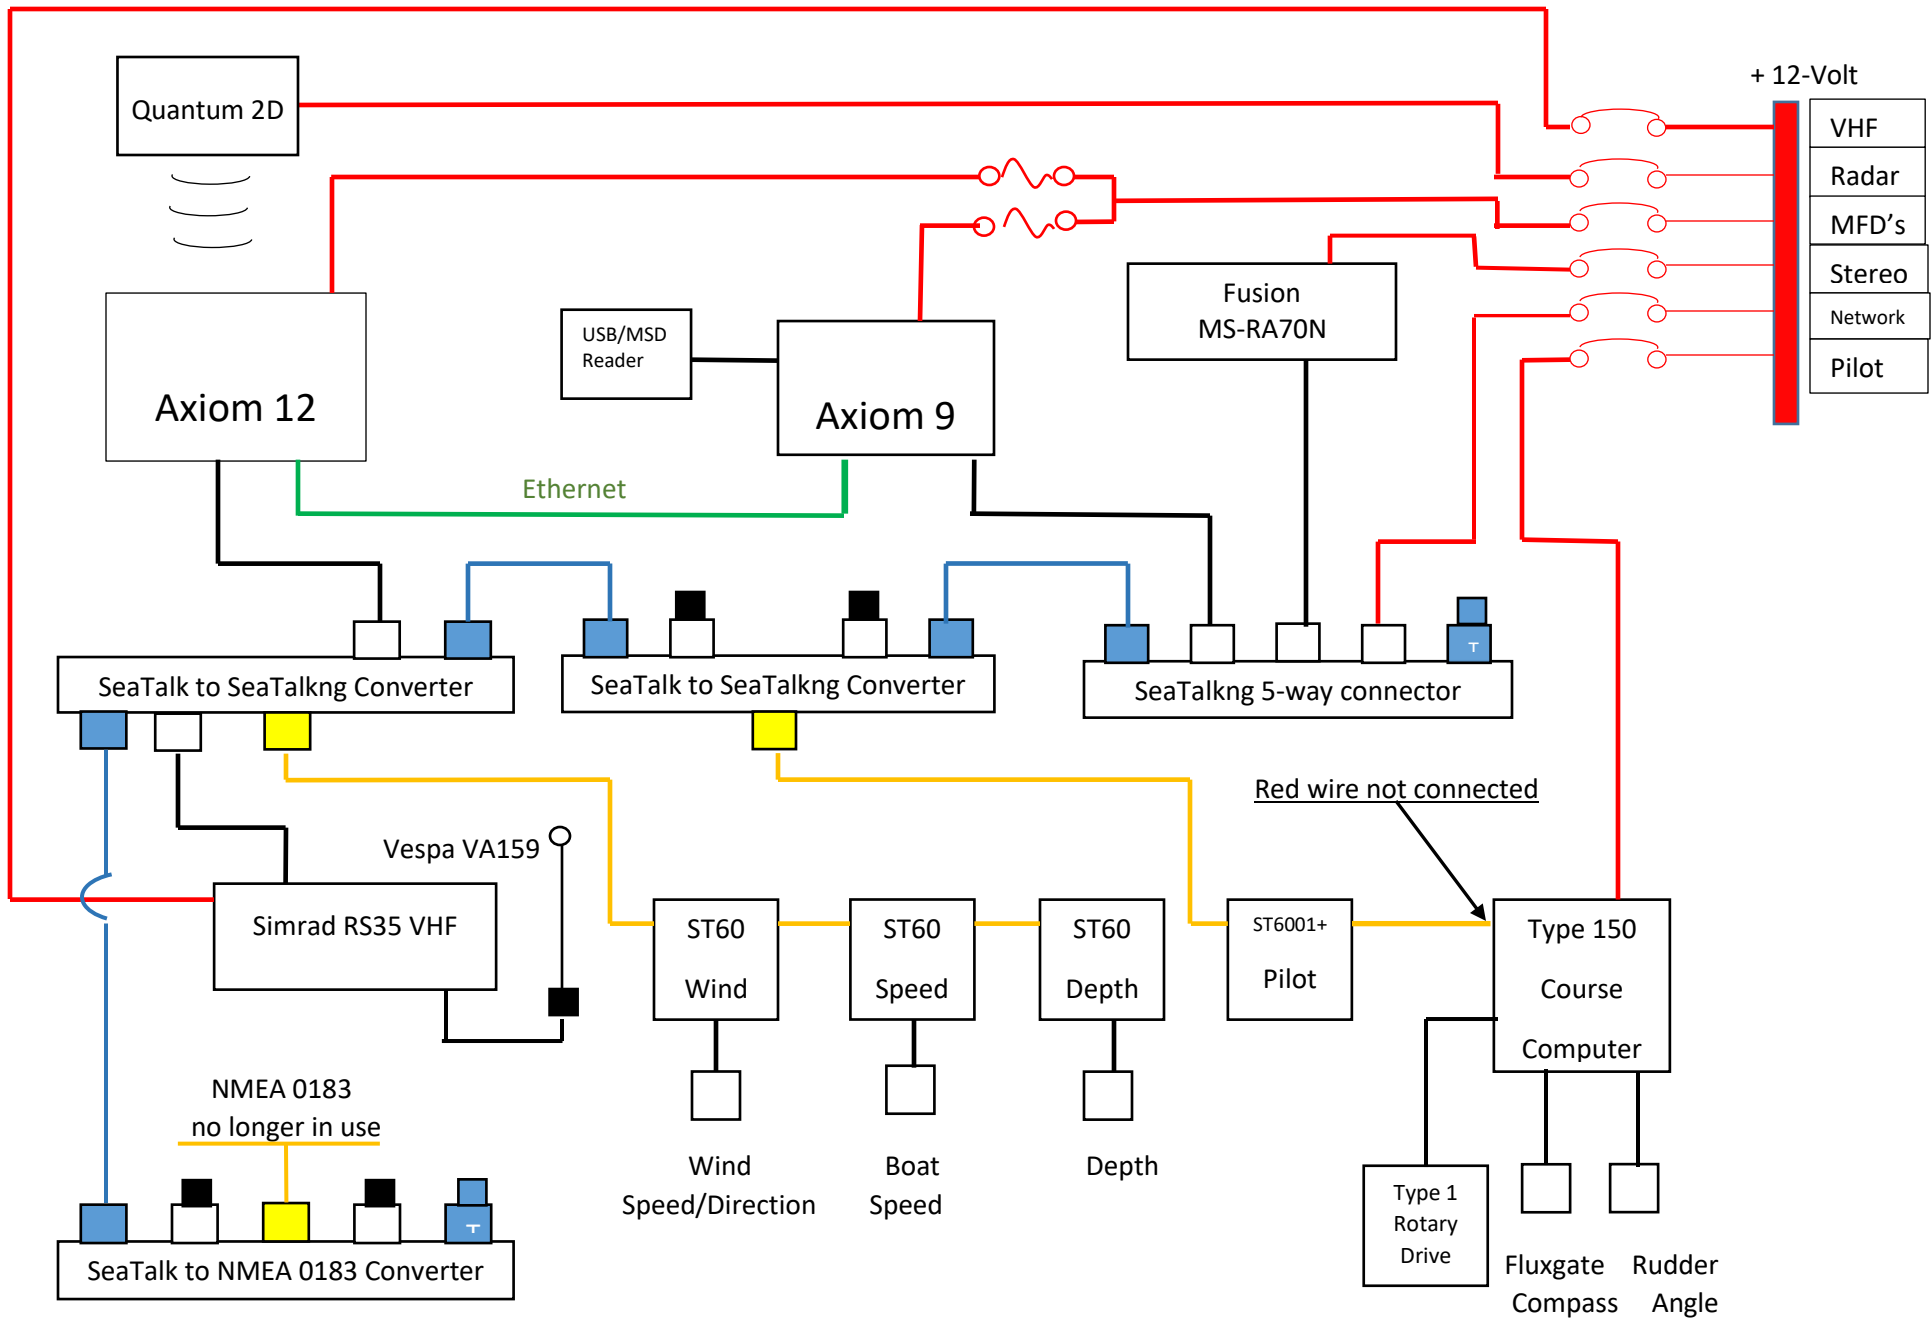 + 12-Volt
Quantum 2D
VHF
Radar
MFD's
Stereo
Network
Pilot
Fusion
MS-RA70N
USB/MSD
Reader
Axiom 12
Axiom 9
Ethernet
SeaTalk to SeaTalkng Converter
SeaTalk to SeaTalkng Converter
SeaTalkng 5-way connector
T
Red wire not connected
Vespa VA159
Simrad RS35 VHF
ST60
Wind
ST60
Speed
ST60
Depth
ST6001+
Pilot
Type 150
Course
Computer
NMEA 0183
no longer in use
Wind
Speed/Direction
Boat
Speed
Depth
Type 1
Rotary
Drive
T
SeaTalk to NMEA 0183 Converter
Fluxgate
Compass
Rudder
Angle